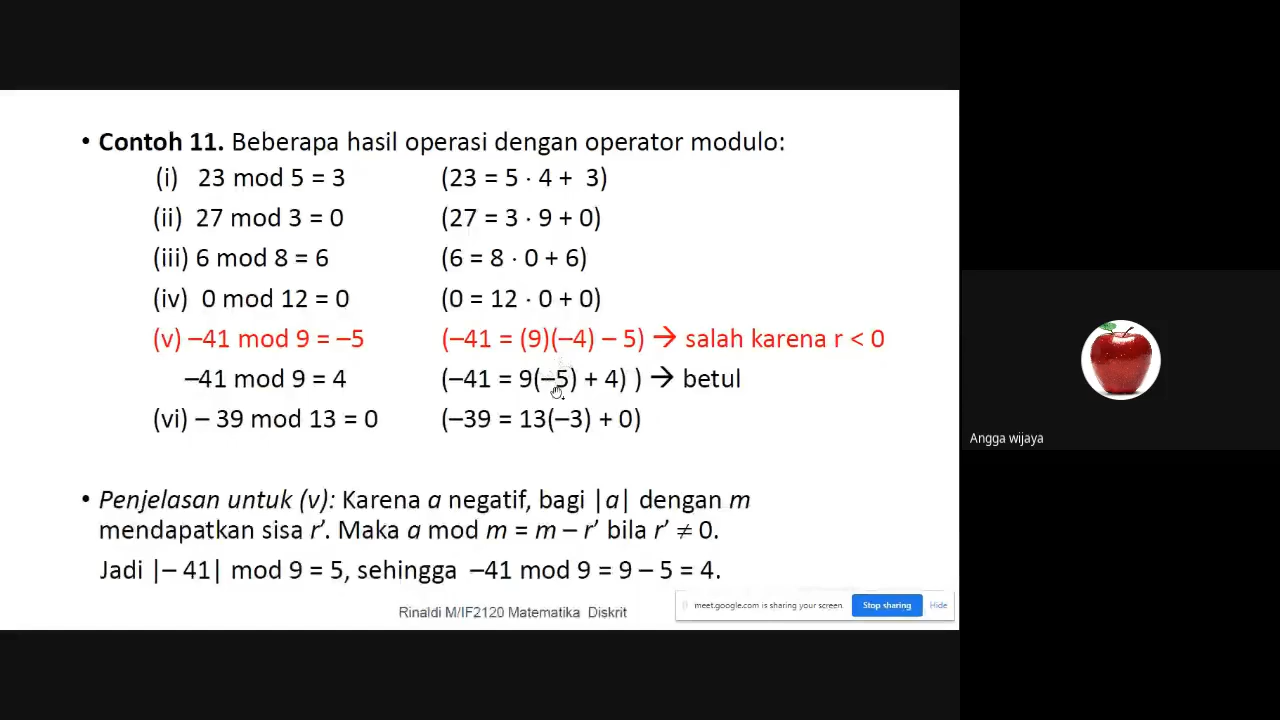 • Contoh 11. Beberapa hasil operasi dengan operator modulo:
(i) 23 mod 5 = 3 (23 = 5 · 4 + 3)
(ii) 27 mod 3 = 0 (27 = 3 · 9 + 0)
(iii) 6 mod 8 = 6 (6 = 8 · 0 + 6)
(iv) 0 mod 12 = 0 (0 = 12 · 0 + 0)
(v) –41 mod 9 = –5 (–41 = (9)(–4) – 5) → salah karena r < 0
–41 mod 9 = 4 (–41 = 9(–5) + 4) ) → betul
(vi) – 39 mod 13 = 0 (–39 = 13(–3) + 0)
• Penjelasan untuk (v): Karena a negatif, bagi |a| dengan m
mendapatkan sisa r’. Maka a mod m = m – r’ bila r’ ≠ 0.
Jadi |– 41| mod 9 = 5, sehingga –41 mod 9 = 9 – 5 = 4.
Rinaldi M/IF2120 Matematika Diskrit
meet.google.com is sharing your screen. Stop sharing Hide
Angga wijaya